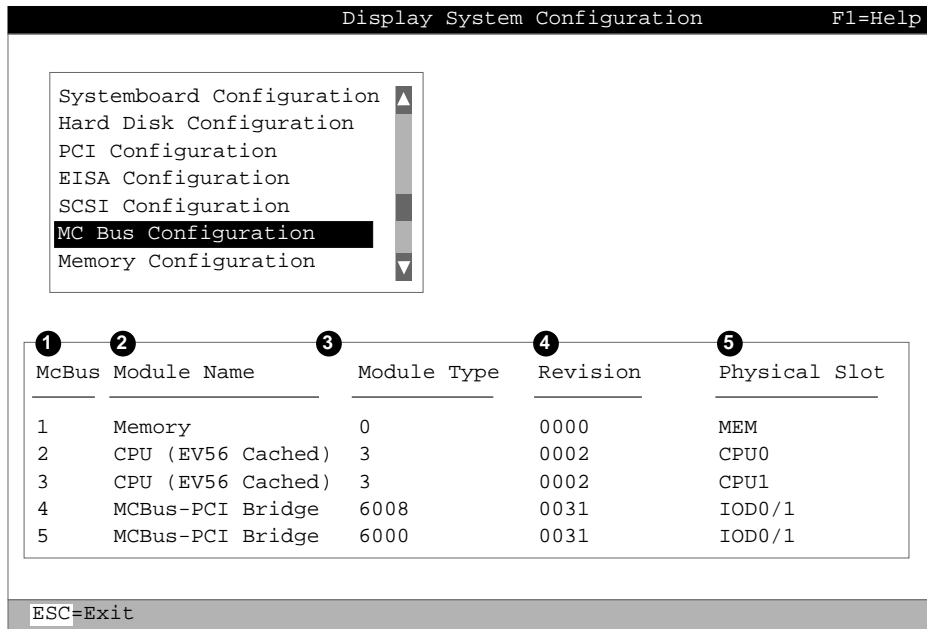 Display System Configuration F1=Help
Systemboard Configuration
Hard Disk Configuration
PCI Configuration
EISA Configuration
SCSI Configuration
MC Bus Configuration
Memory Configuration
1 2 3 4 5
McBus Module Name Module Type Revision Physical Slot
1 Memory 0 0000 MEM
2 CPU (EV56 Cached) 3 0002 CPU0
3 CPU (EV56 Cached) 3 0002 CPU1
4 MCBus-PCI Bridge 6008 0031 IOD0/1
5 MCBus-PCI Bridge 6000 0031 IOD0/1
ESC=Exit